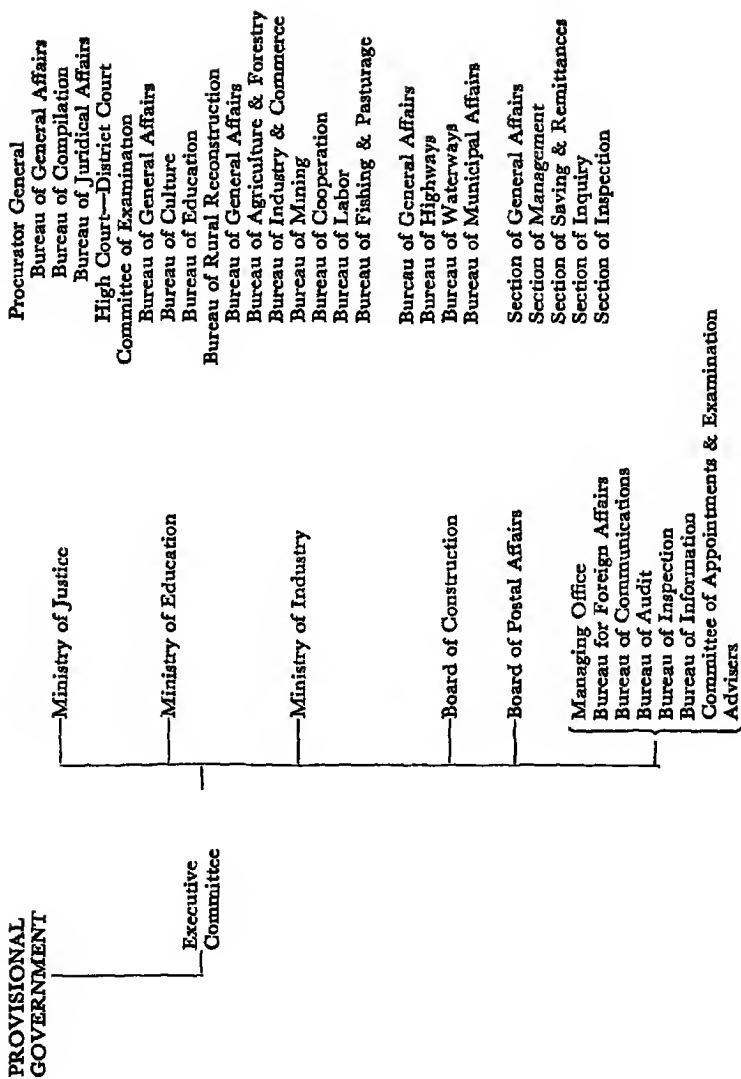 PROVISIONAL
GOVERNMENT
Executive
Committee
Ministry of Justice
Ministry of Education
Ministry of Industry
Board of Construction
Board of Postal Affairs
Managing Office
Bureau for Foreign Affairs
Bureau of Communications
Bureau of Audit
Bureau of Inspection
Bureau of Information
Committee of Appointments & Examination
Advisers
Procurator General
Bureau of General Affairs
Bureau of Compilation
Bureau of Juridical Affairs
High Court—District Court
Committee of Examination
Bureau of General Affairs
Bureau of Culture
Bureau of Education
Bureau of Rural Reconstruction
Bureau of General Affairs
Bureau of Agriculture & Forestry
Bureau of Industry & Commerce
Bureau of Mining
Bureau of Cooperation
Bureau of Labor
Bureau of Fishing & Pasturage
Bureau of General Affairs
Bureau of Highways
Bureau of Waterways
Bureau of Municipal Affairs
Section of General Affairs
Section of Management
Section of Saving & Remittances
Section of Inquiry
Section of Inspection